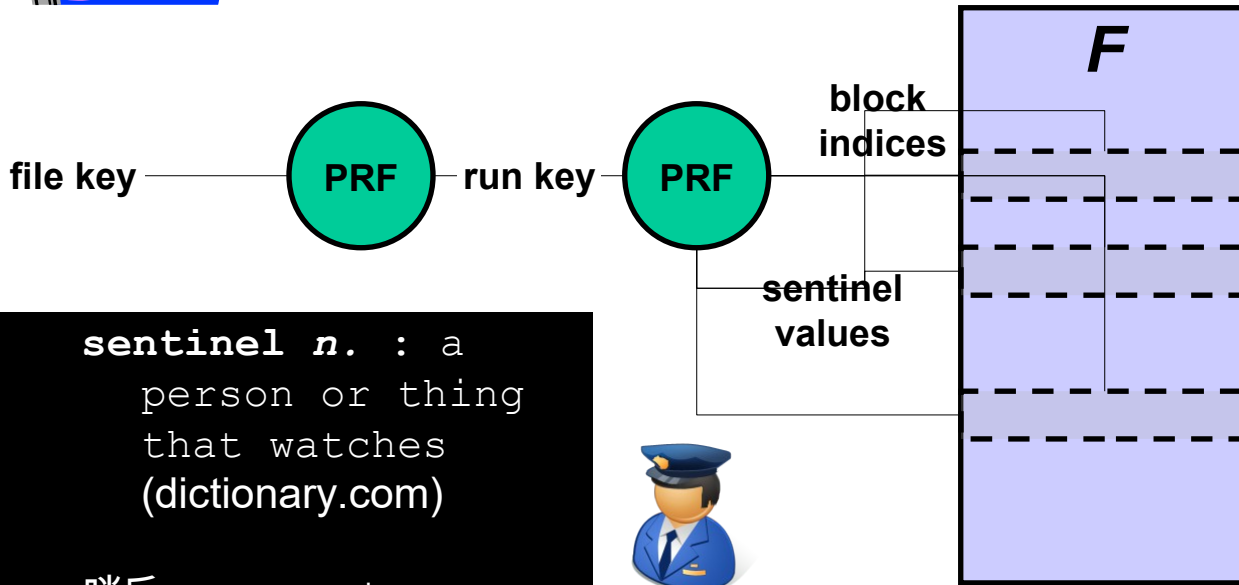 F
block
indices
file key
PRF
run key
PRF
sentinel
values
sentinel n. : a
person or thing
that watches
(dictionary.com)